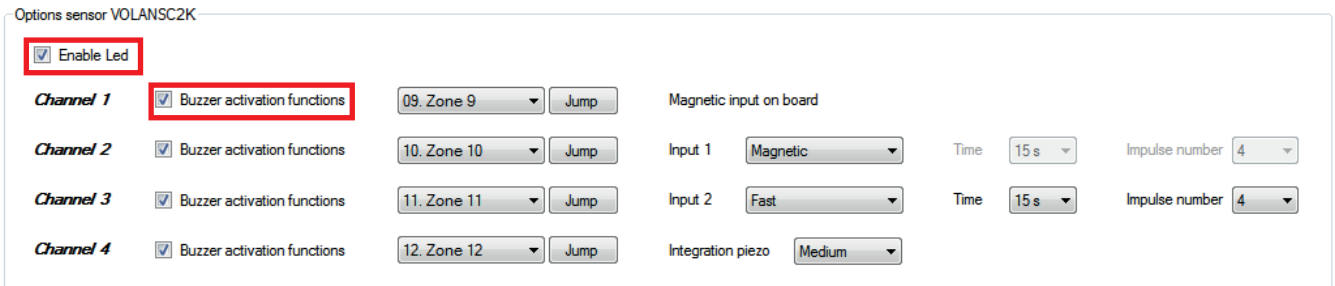 Options sensor VOLANSC2K
Enable Led
Channel 1 Buzzer activation functions 09. Zone 9 Jump Magnetic input on board
Channel 2 Buzzer activation functions 10. Zone 10 Jump Input 1 Magnetic Time 15 s Impulse number 4
Channel 3 Buzzer activation functions 11. Zone 11 Jump Input 2 Fast Time 15 s Impulse number 4
Channel 4 Buzzer activation functions 12. Zone 12 Jump Integration piezo Medium